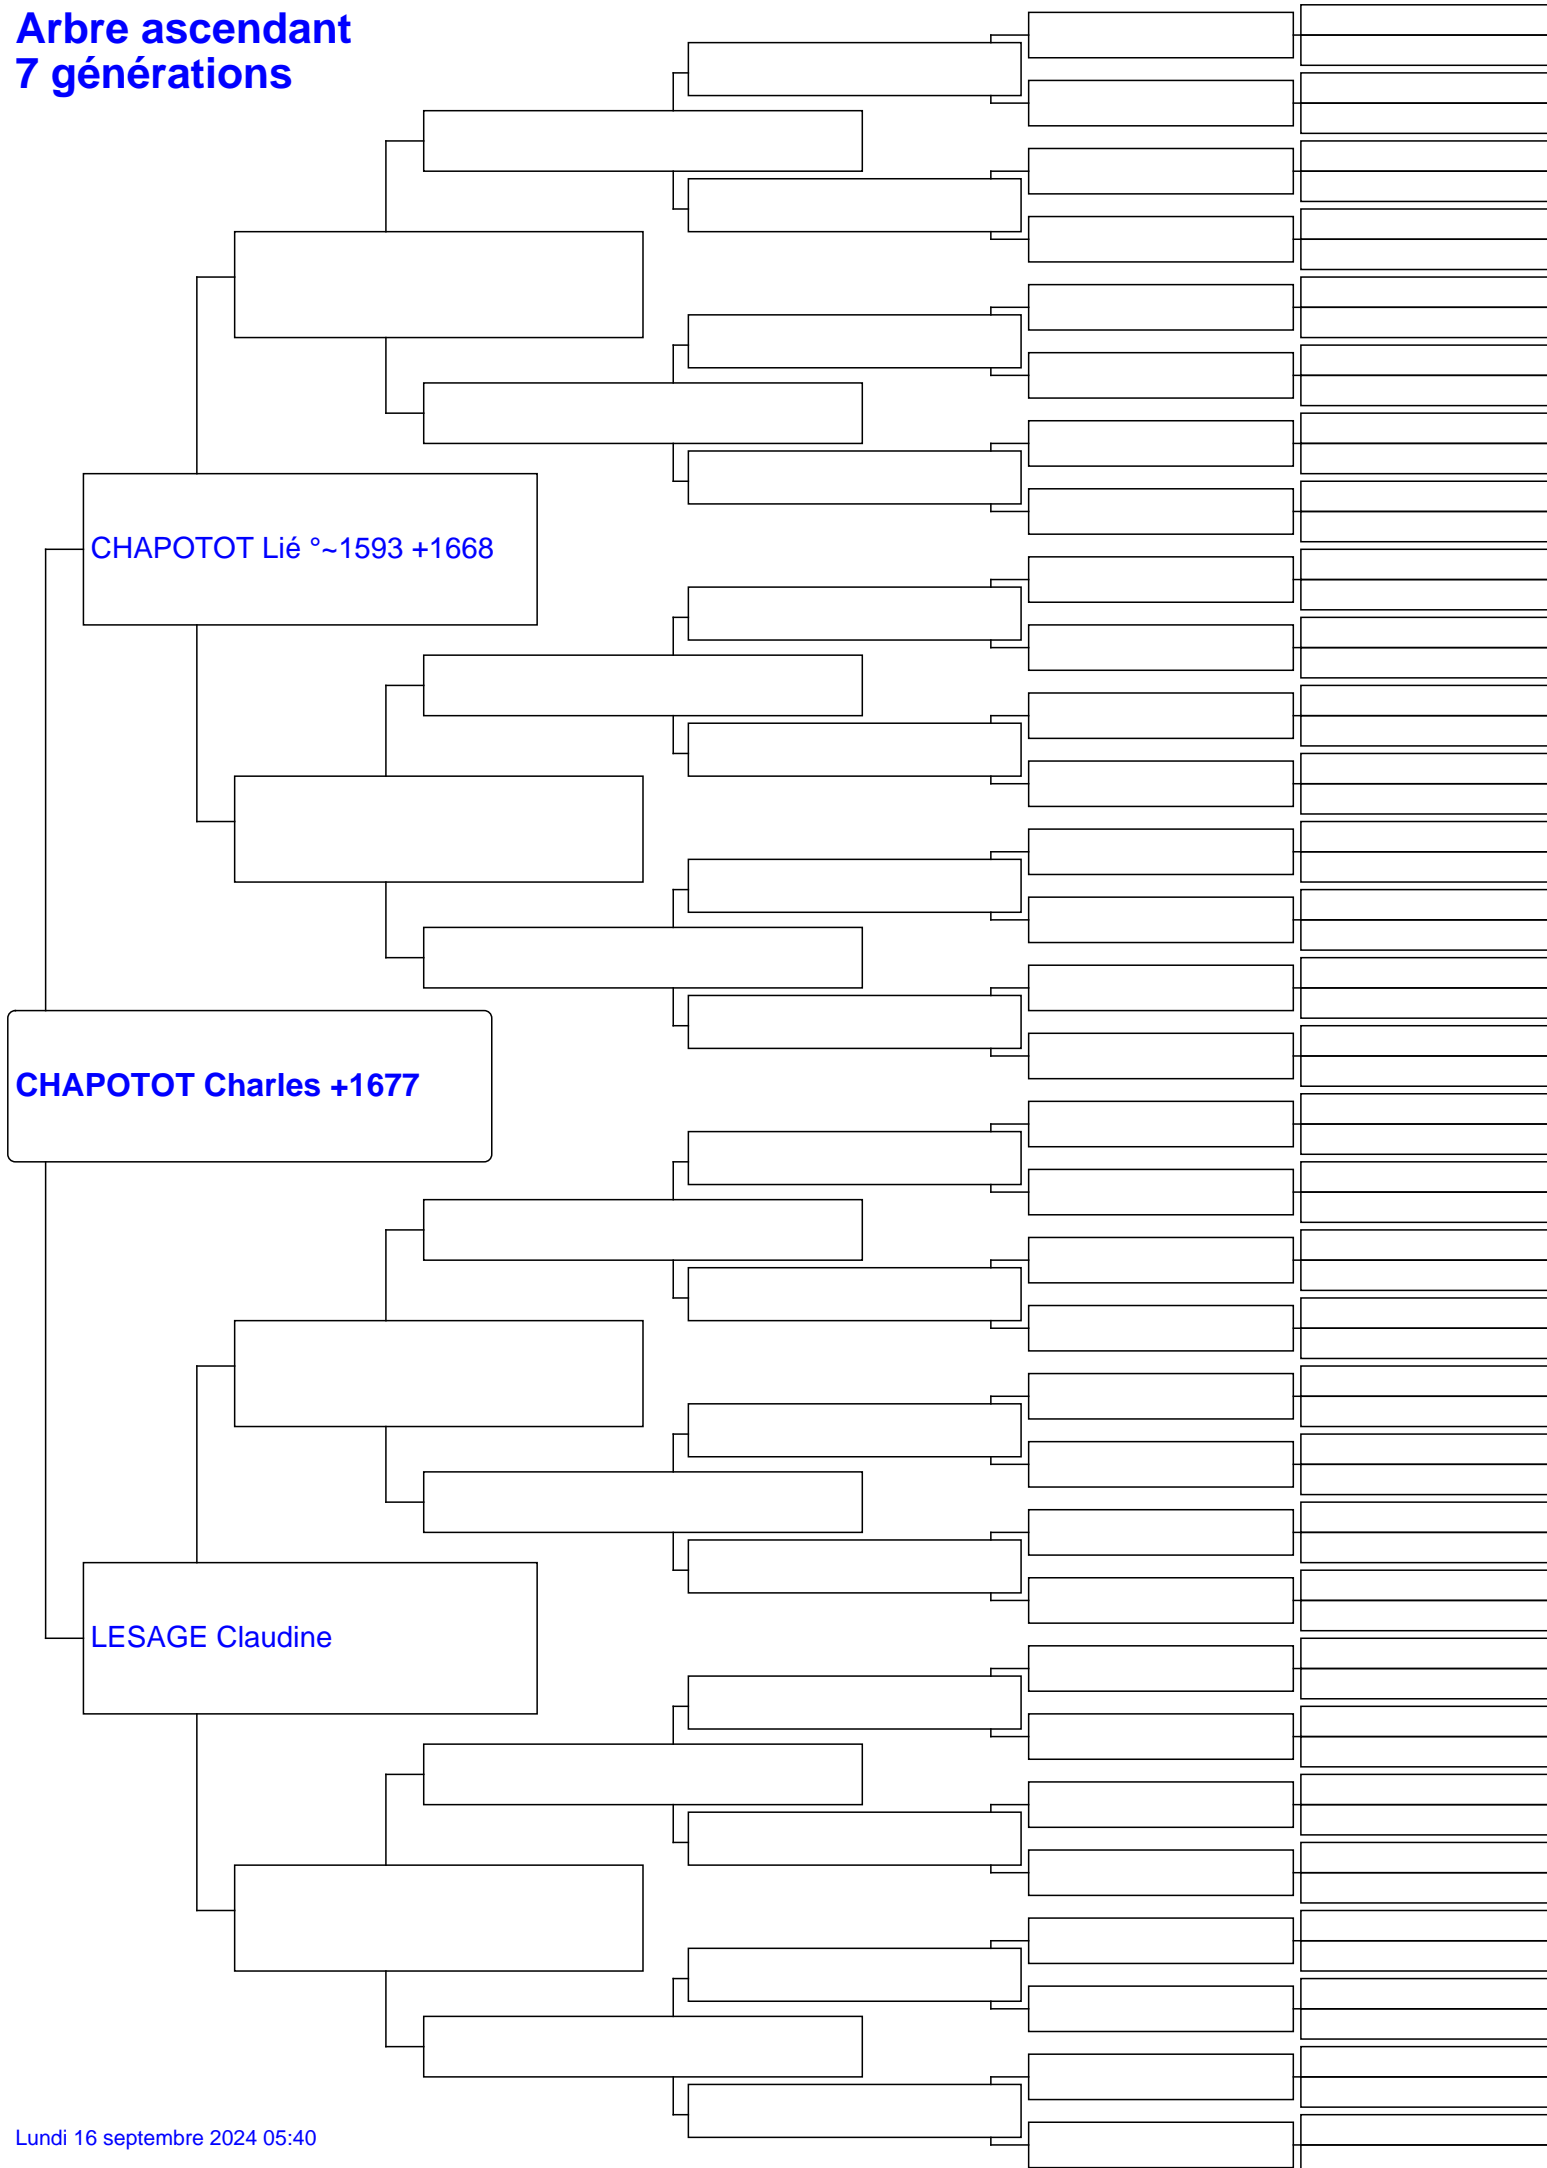 Arbre ascendant
7 générations
CHAPOTOT Lié °~1593 +1668
CHAPOTOT Charles +1677
LESAGE Claudine
Lundi 16 septembre 2024 05:40